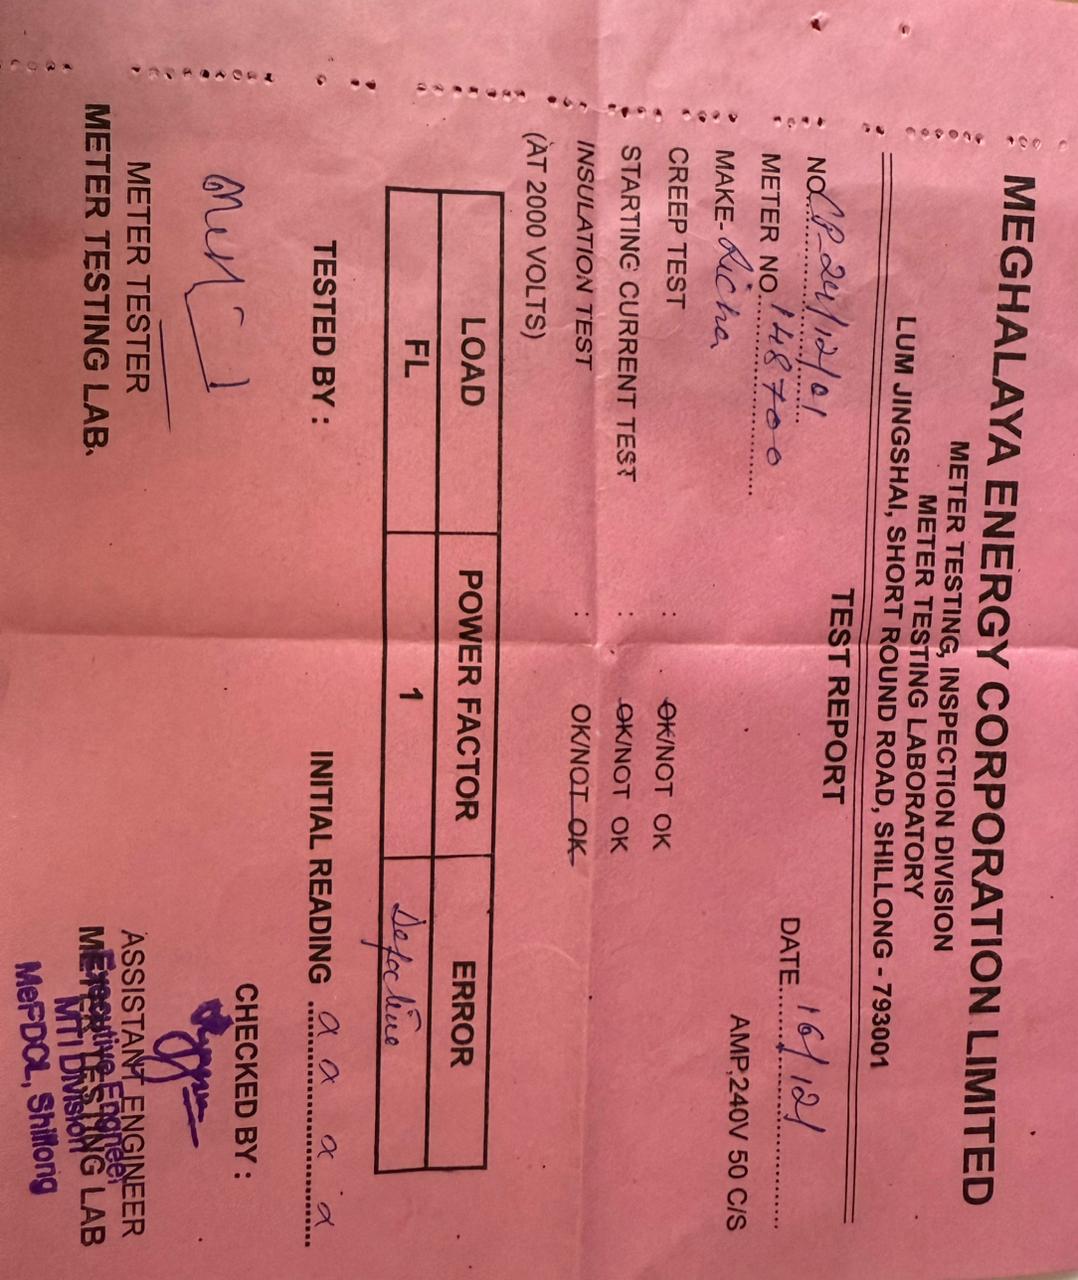 MEGHALAYA ENERGY CORPORATION LIMITED
METER TESTING, INSPECTION DIVISION
METER TESTING LABORATORY
LUM JINGSHAI, SHORT ROUND ROAD, SHILLONG - 793001
TEST REPORT
NO. CP 24/12/01 DATE 16/12/
METER NO. 148700
MAKE- Richa AMP,240V 50 C/S
CREEP TEST : OK/NOT OK
STARTING CURRENT TEST : OK/NOT OK
INSULATION TEST : OK/NOT OK
(AT 2000 VOLTS)
LOAD POWER FACTOR ERROR
FL 1 Defective
TESTED BY : INITIAL READING x x x x
CHECKED BY :
METER TESTER ASSISTANT ENGINEER
METER TESTING LAB. METER TESTING LAB
Executive Engineer
MTI Division
MePDCL, Shillong